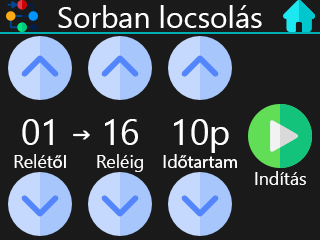 Sorban locsolás
01 → 16 10p
Relétől Reléig Időtartam
Indítás